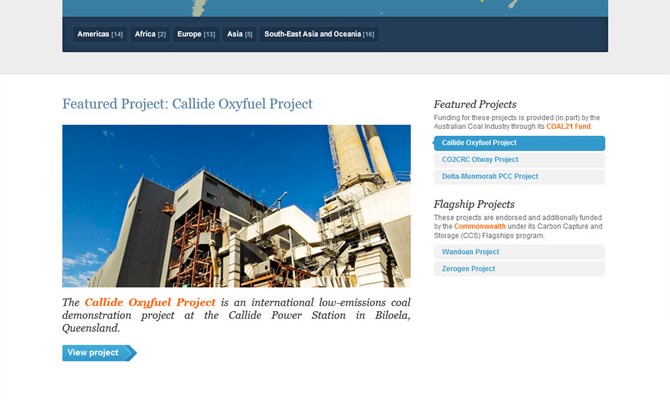 Americas [14] Africa [2] Europe [13] Asia [5] South-East Asia and Oceania [16]
Featured Project: Callide Oxyfuel Project
The Callide Oxyfuel Project is an international low-emissions coal
demonstration project at the Callide Power Station in Biloela,
Queensland.
View project
Featured Projects
Funding for these projects is provided (in part) by the
Australian Coal Industry through its COAL21 Fund.
Callide Oxyfuel Project
CO2CRC Otway Project
Delta-Munmorah PCC Project
Flagship Projects
These projects are endorsed and additionally funded
by the Commonwealth under its Carbon Capture and
Storage (CCS) Flagships program.
Wandoan Project
Zerogen Project